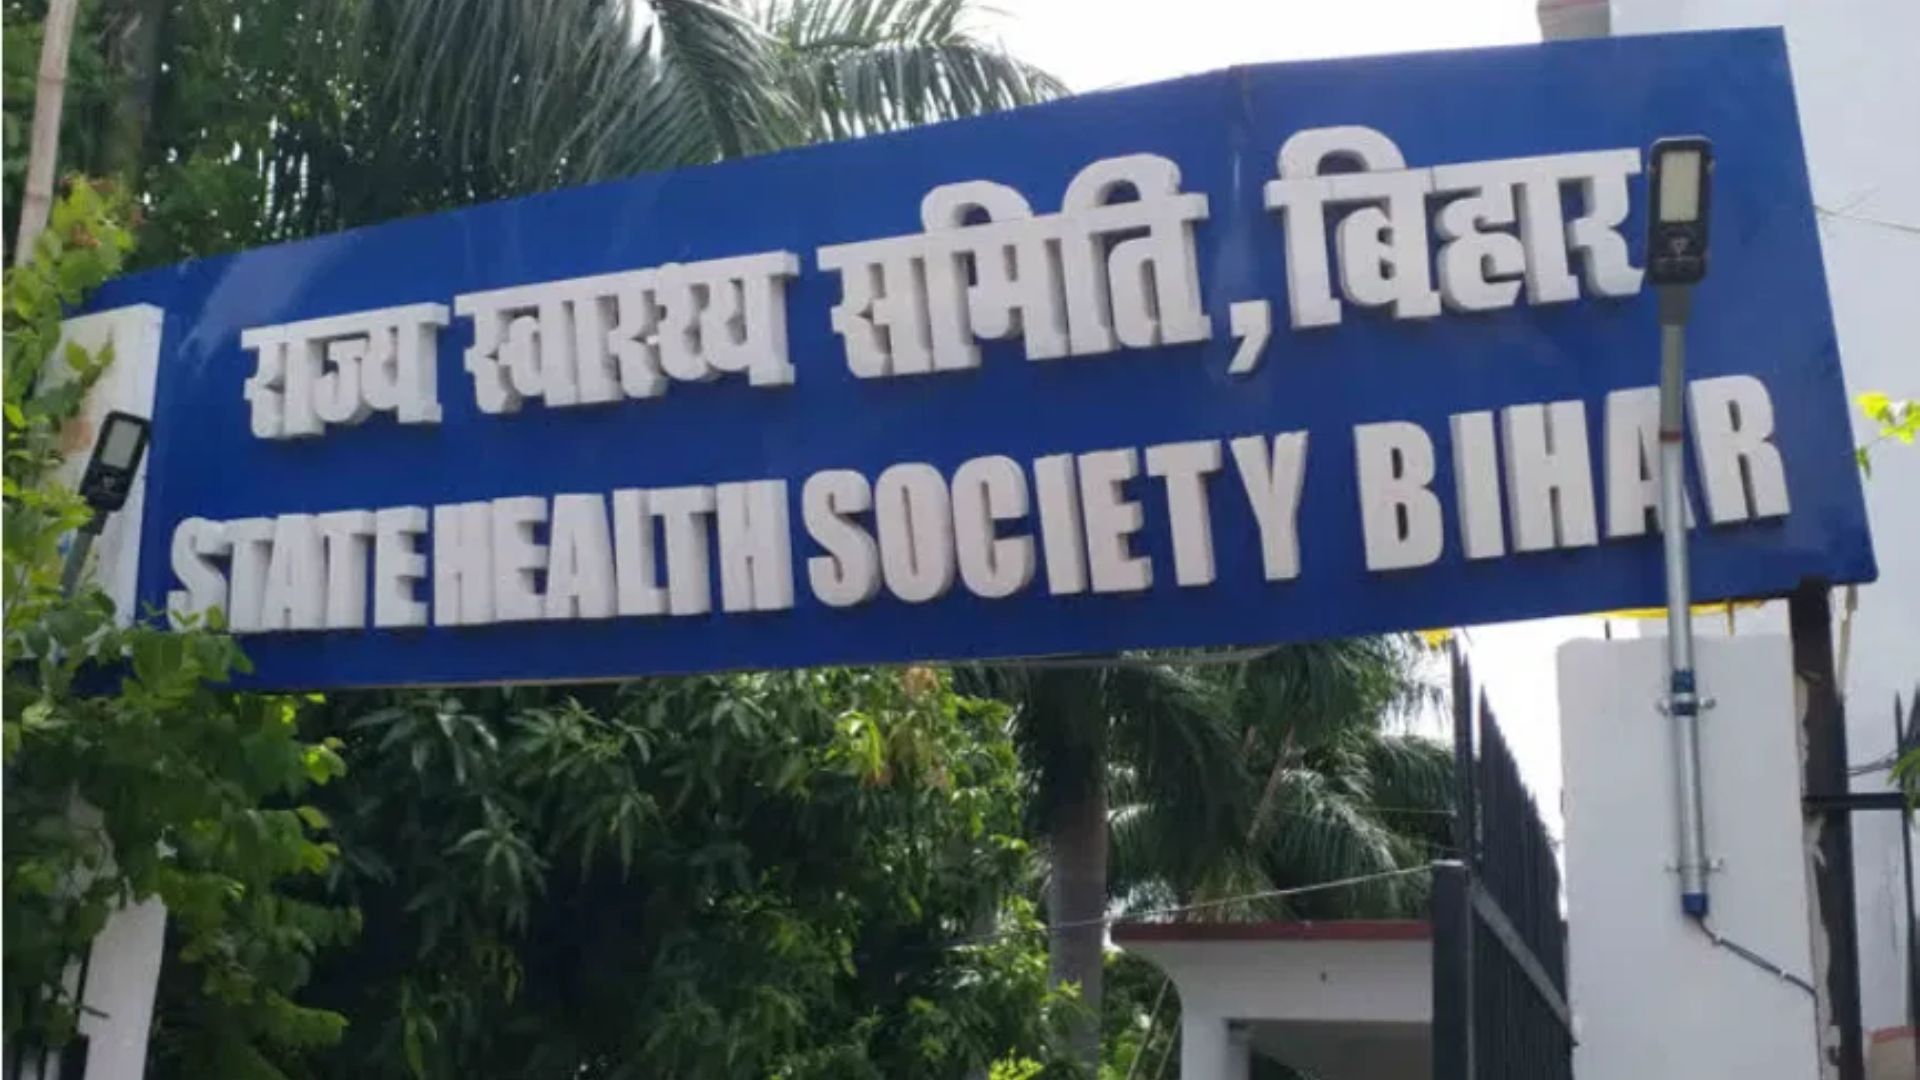 राज्य स्वास्थ्य समिति, बिहार
STATE HEALTH SOCIETY BIHAR